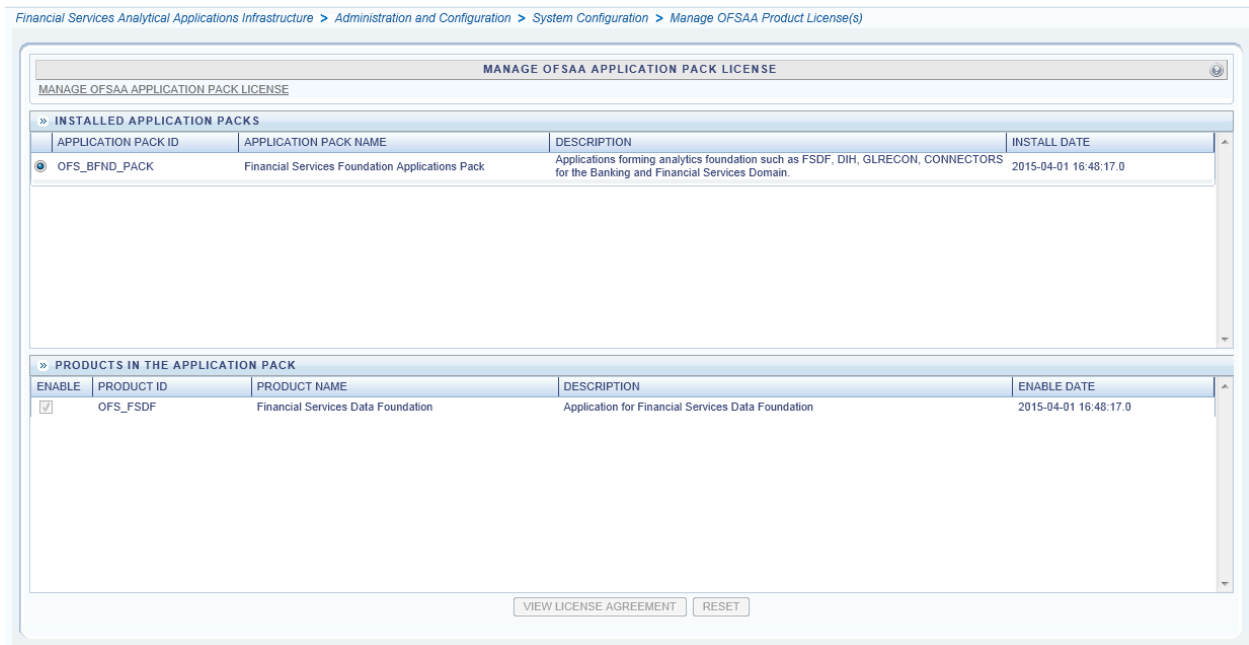 Financial Services Analytical Applications Infrastructure > Administration and Configuration > System Configuration > Manage OFSAA Product License(s)
MANAGE OFSAA APPLICATION PACK LICENSE
MANAGE OFSAA APPLICATION PACK LICENSE
» INSTALLED APPLICATION PACKS
APPLICATION PACK ID APPLICATION PACK NAME DESCRIPTION INSTALL DATE
OFS_BFND_PACK Financial Services Foundation Applications Pack Applications forming analytics foundation such as FSDF, DIH, GLRECON, CONNECTORS 2015-04-01 16:48:17.0
for the Banking and Financial Services Domain.
» PRODUCTS IN THE APPLICATION PACK
ENABLE PRODUCT ID PRODUCT NAME DESCRIPTION ENABLE DATE
OFS_FSDF Financial Services Data Foundation Application for Financial Services Data Foundation 2015-04-01 16:48:17.0
VIEW LICENSE AGREEMENT RESET